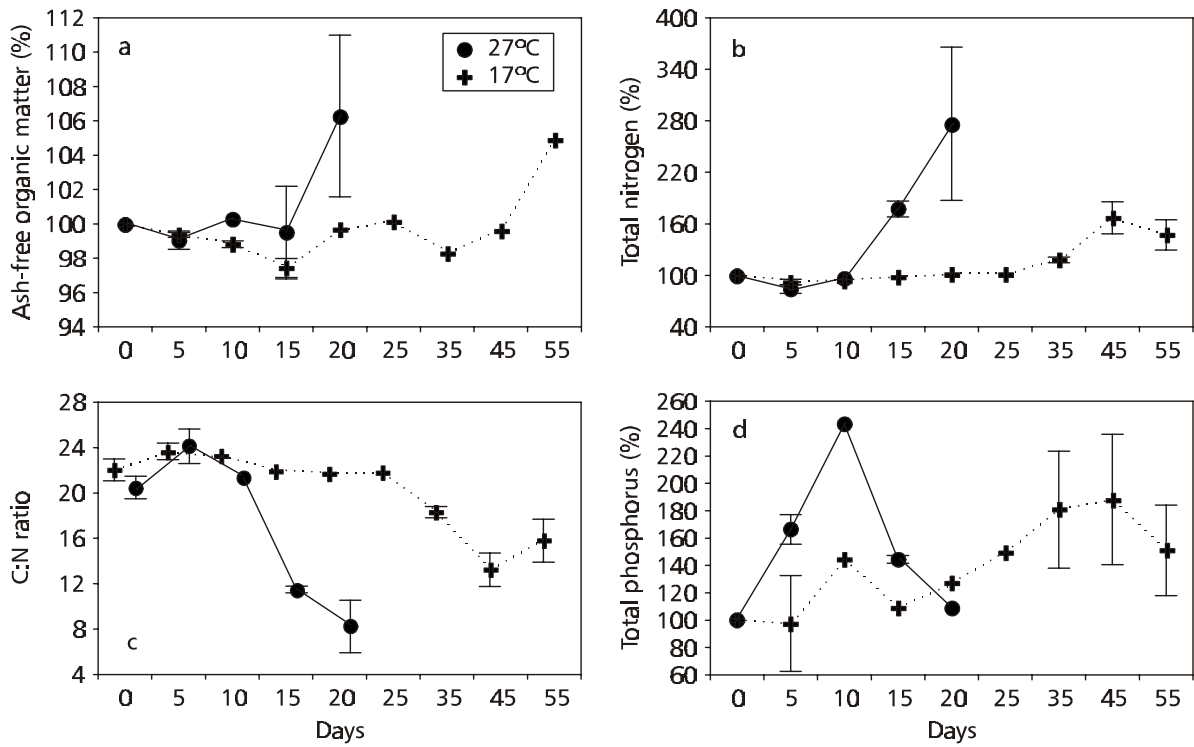 Ash-free organic matter (%)
112
110
108
106
104
102
100
98
96
94
a
27ºC
17ºC
0 5 10 15 20 25 35 45 55
Total nitrogen (%)
400
340
280
220
160
100
40
b
0 5 10 15 20 25 35 45 55
C:N ratio
28
24
20
16
12
8
4
c
0 5 10 15 20 25 35 45 55
Days
Total phosphorus (%)
260
240
220
200
180
160
140
120
100
80
60
d
0 5 10 15 20 25 35 45 55
Days